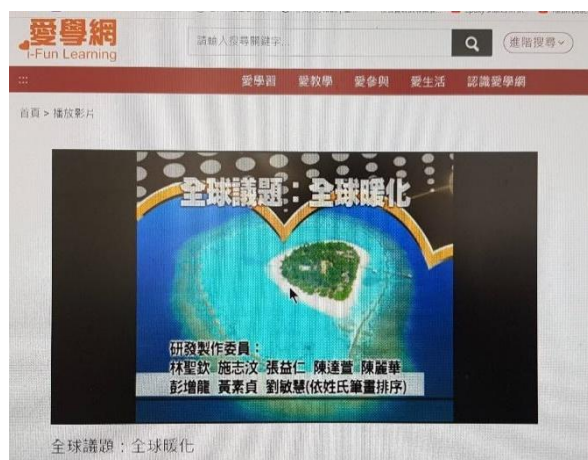 愛學網
i-Fun Learning
請輸入搜尋關鍵字
進階搜尋
愛學習 愛教學 愛參與 愛生活 認識愛學網
首頁 > 播放影片
全球議題：全球暖化
研發製作委員：
林聖欽 施志汶 張益仁 陳達萱 陳麗華
彭增龍 黃素貞 劉敏慧(依姓氏筆畫排序)
全球議題：全球暖化